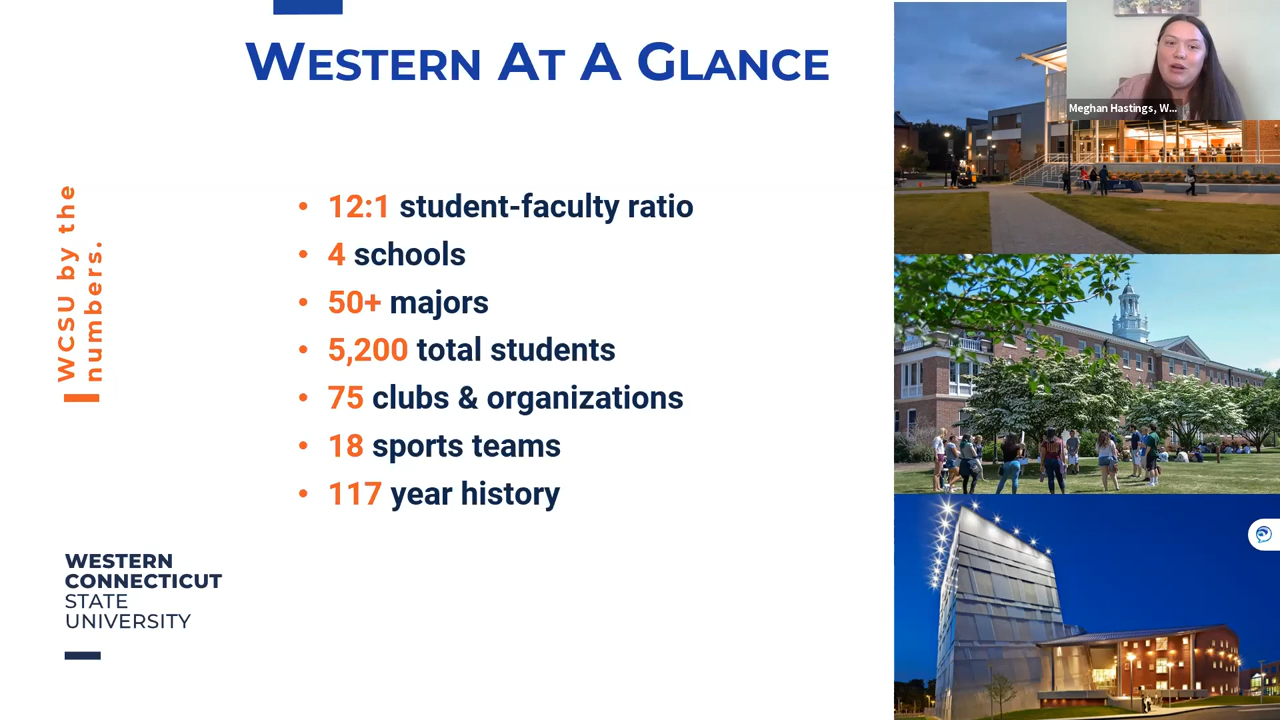 WESTERN AT A GLANCE
Meghan Hastings, W...
WCSU by the
numbers.
• 12:1 student-faculty ratio
• 4 schools
• 50+ majors
• 5,200 total students
• 75 clubs & organizations
• 18 sports teams
• 117 year history
WESTERN
CONNECTICUT
STATE
UNIVERSITY